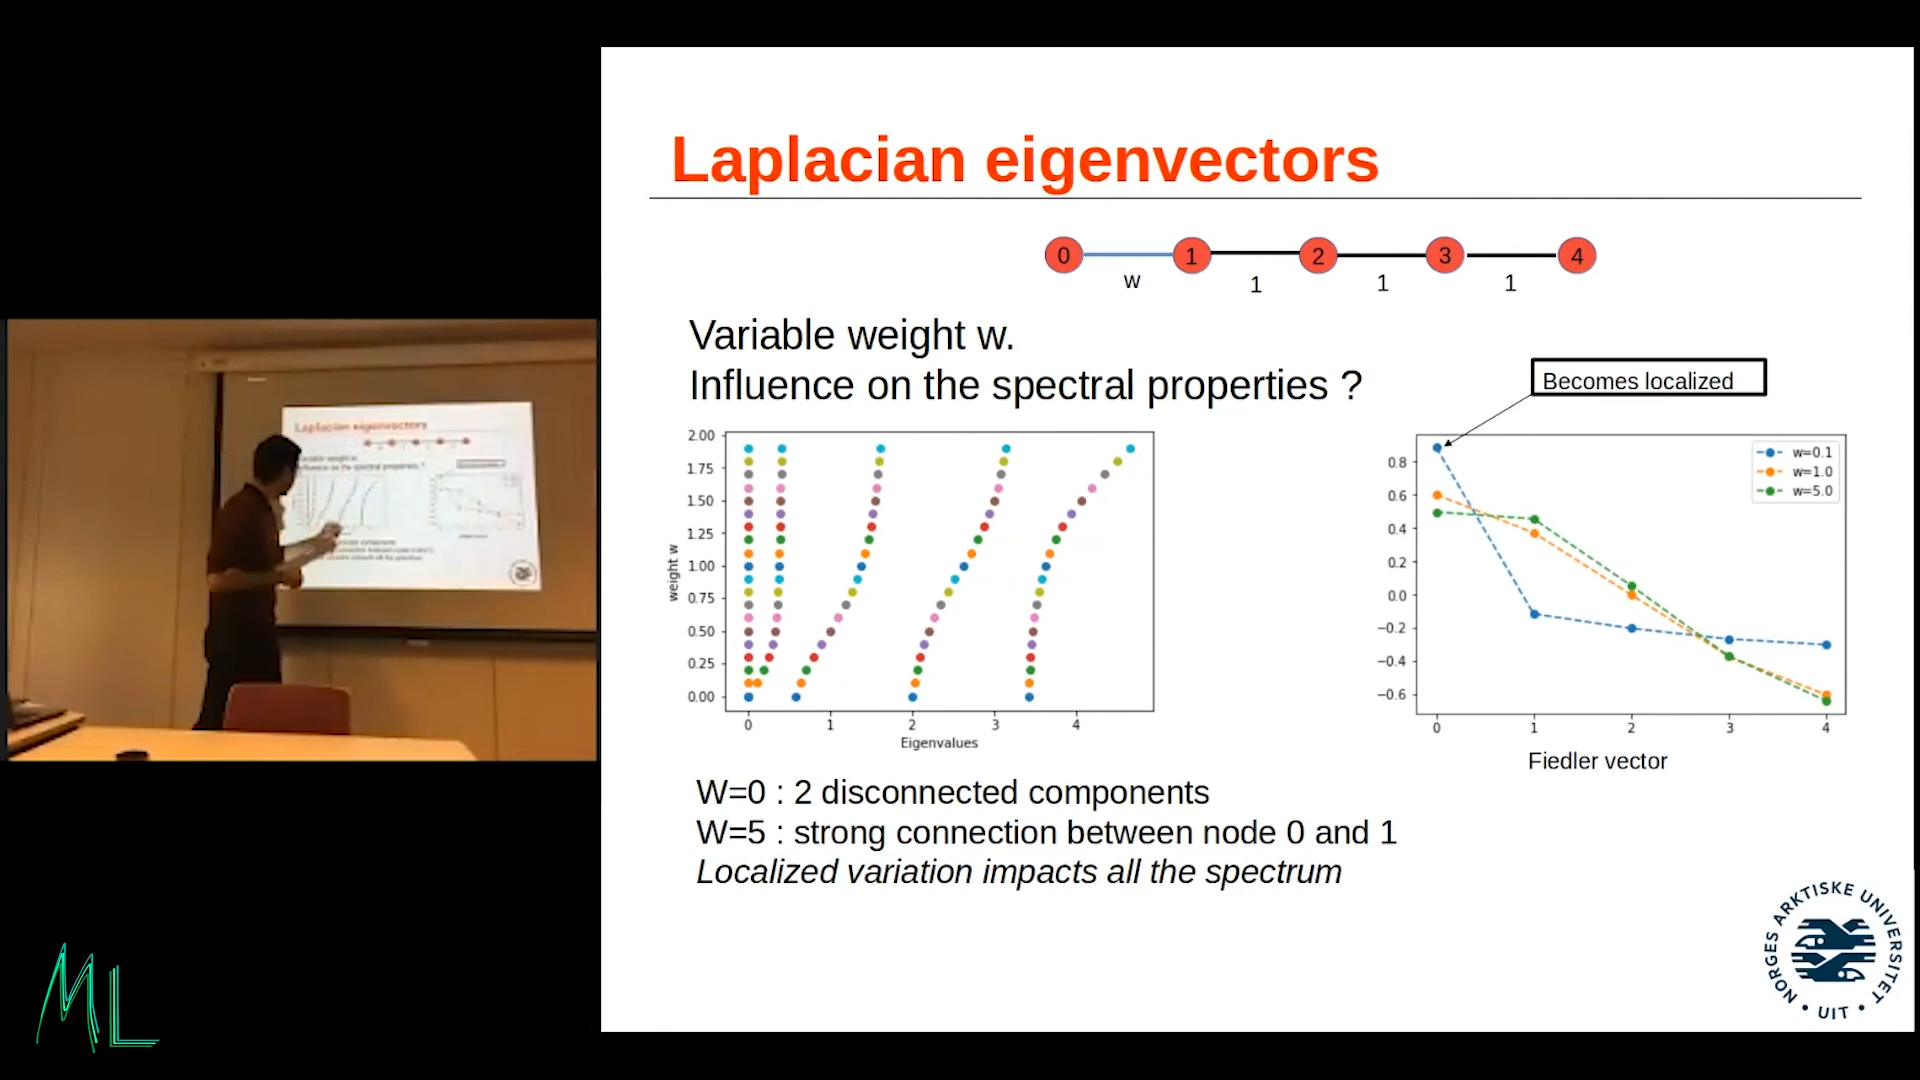 Laplacian eigenvectors
0 1 2 3 4
w 1 1 1
Variable weight w.
Influence on the spectral properties ?
Becomes localized
2.00
1.75
1.50
1.25
1.00
0.75
0.50
0.25
0.00
weight w
0 1 2 3 4
Eigenvalues
0.8
0.6
0.4
0.2
0.0
−0.2
−0.4
−0.6
w=0.1
w=1.0
w=5.0
0 1 2 3 4
Fiedler vector
W=0 : 2 disconnected components
W=5 : strong connection between node 0 and 1
Localized variation impacts all the spectrum
NORGES ARKTISKE UNIVERSITET
• UIT •
ML
Laplacian eigenvectors